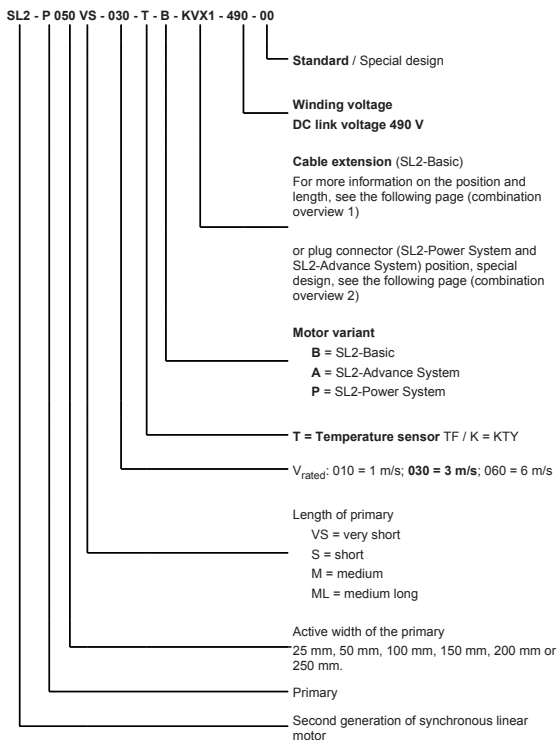 SL2 - P 050 VS - 030 - T - B - KVX1 - 490 - 00
Standard / Special design
Winding voltage
DC link voltage 490 V
Cable extension (SL2-Basic)
For more information on the position and
length, see the following page (combination
overview 1)
or plug connector (SL2-Power System and
SL2-Advance System) position, special
design, see the following page (combination
overview 2)
Motor variant
B = SL2-Basic
A = SL2-Advance System
P = SL2-Power System
T = Temperature sensor TF / K = KTY
Vrated: 010 = 1 m/s; 030 = 3 m/s; 060 = 6 m/s
Length of primary
VS = very short
S = short
M = medium
ML = medium long
Active width of the primary
25 mm, 50 mm, 100 mm, 150 mm, 200 mm or
250 mm.
Primary
Second generation of synchronous linear
motor